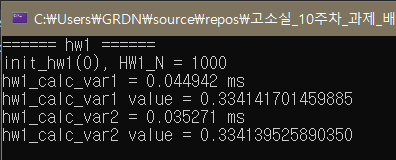 C:₩Users₩GRDN₩source₩repos₩고소실_10주차_과제_배
====== hw1 ======
init_hw1(0), HW1_N = 1000
hw1_calc_var1 = 0.044942 ms
hw1_calc_var1 value = 0.334141701459885
hw1_calc_var2 = 0.035271 ms
hw1_calc_var2 value = 0.334139525890350